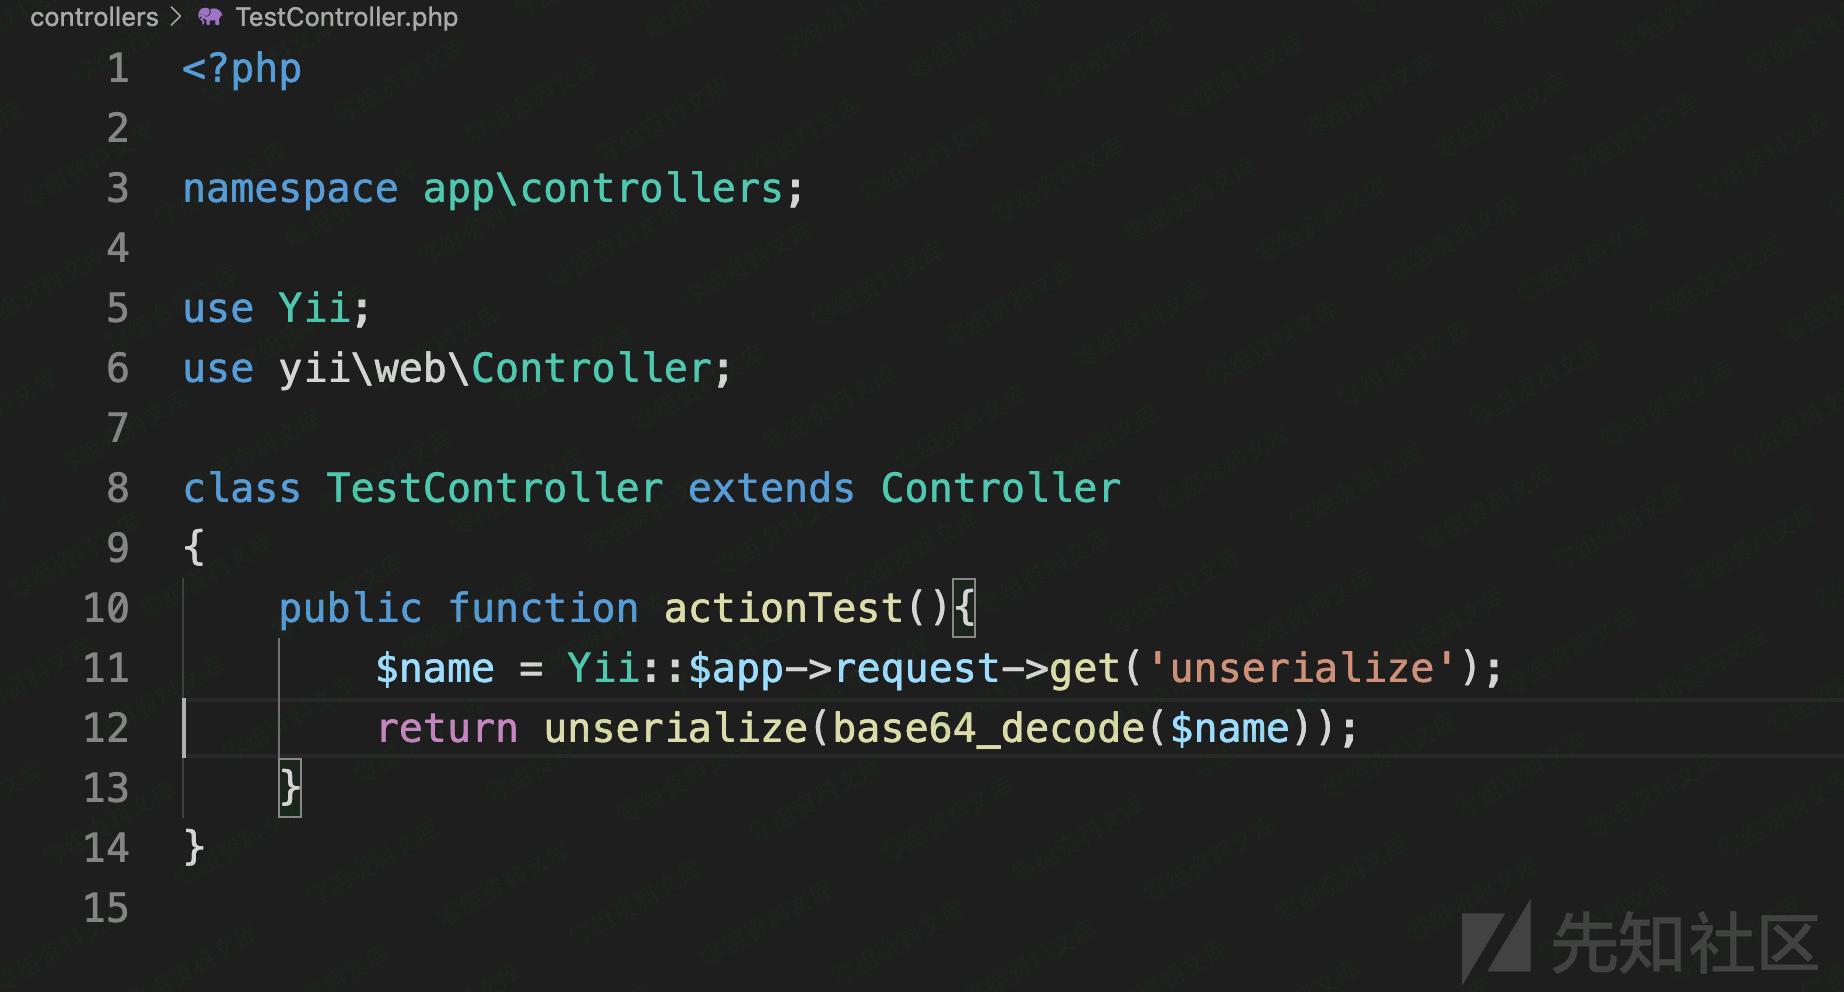 controllers > TestController.php
1 <?php
2
3 namespace app\controllers;
4
5 use Yii;
6 use yii\web\Controller;
7
8 class TestController extends Controller
9 {
10     public function actionTest(){
11         $name = Yii::$app->request->get('unserialize');
12         return unserialize(base64_decode($name));
13     }
14 }
15
先知社区